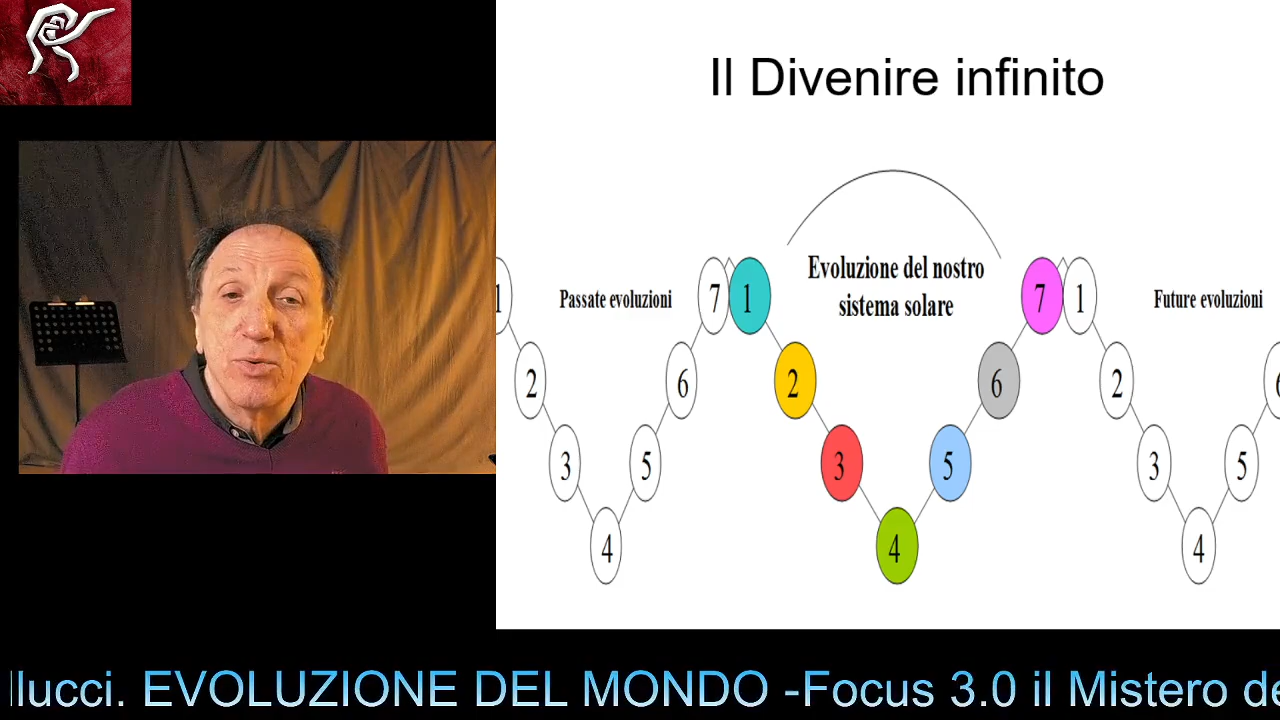 Il Divenire infinito
Evoluzione del nostro
sistema solare
Passate evoluzioni
Future evoluzioni
1 7 1 7 1
2 6 2 6 2 6
3 5 3 5 3 5
4 4 4
llucci. EVOLUZIONE DEL MONDO -Focus 3.0 il Mistero de